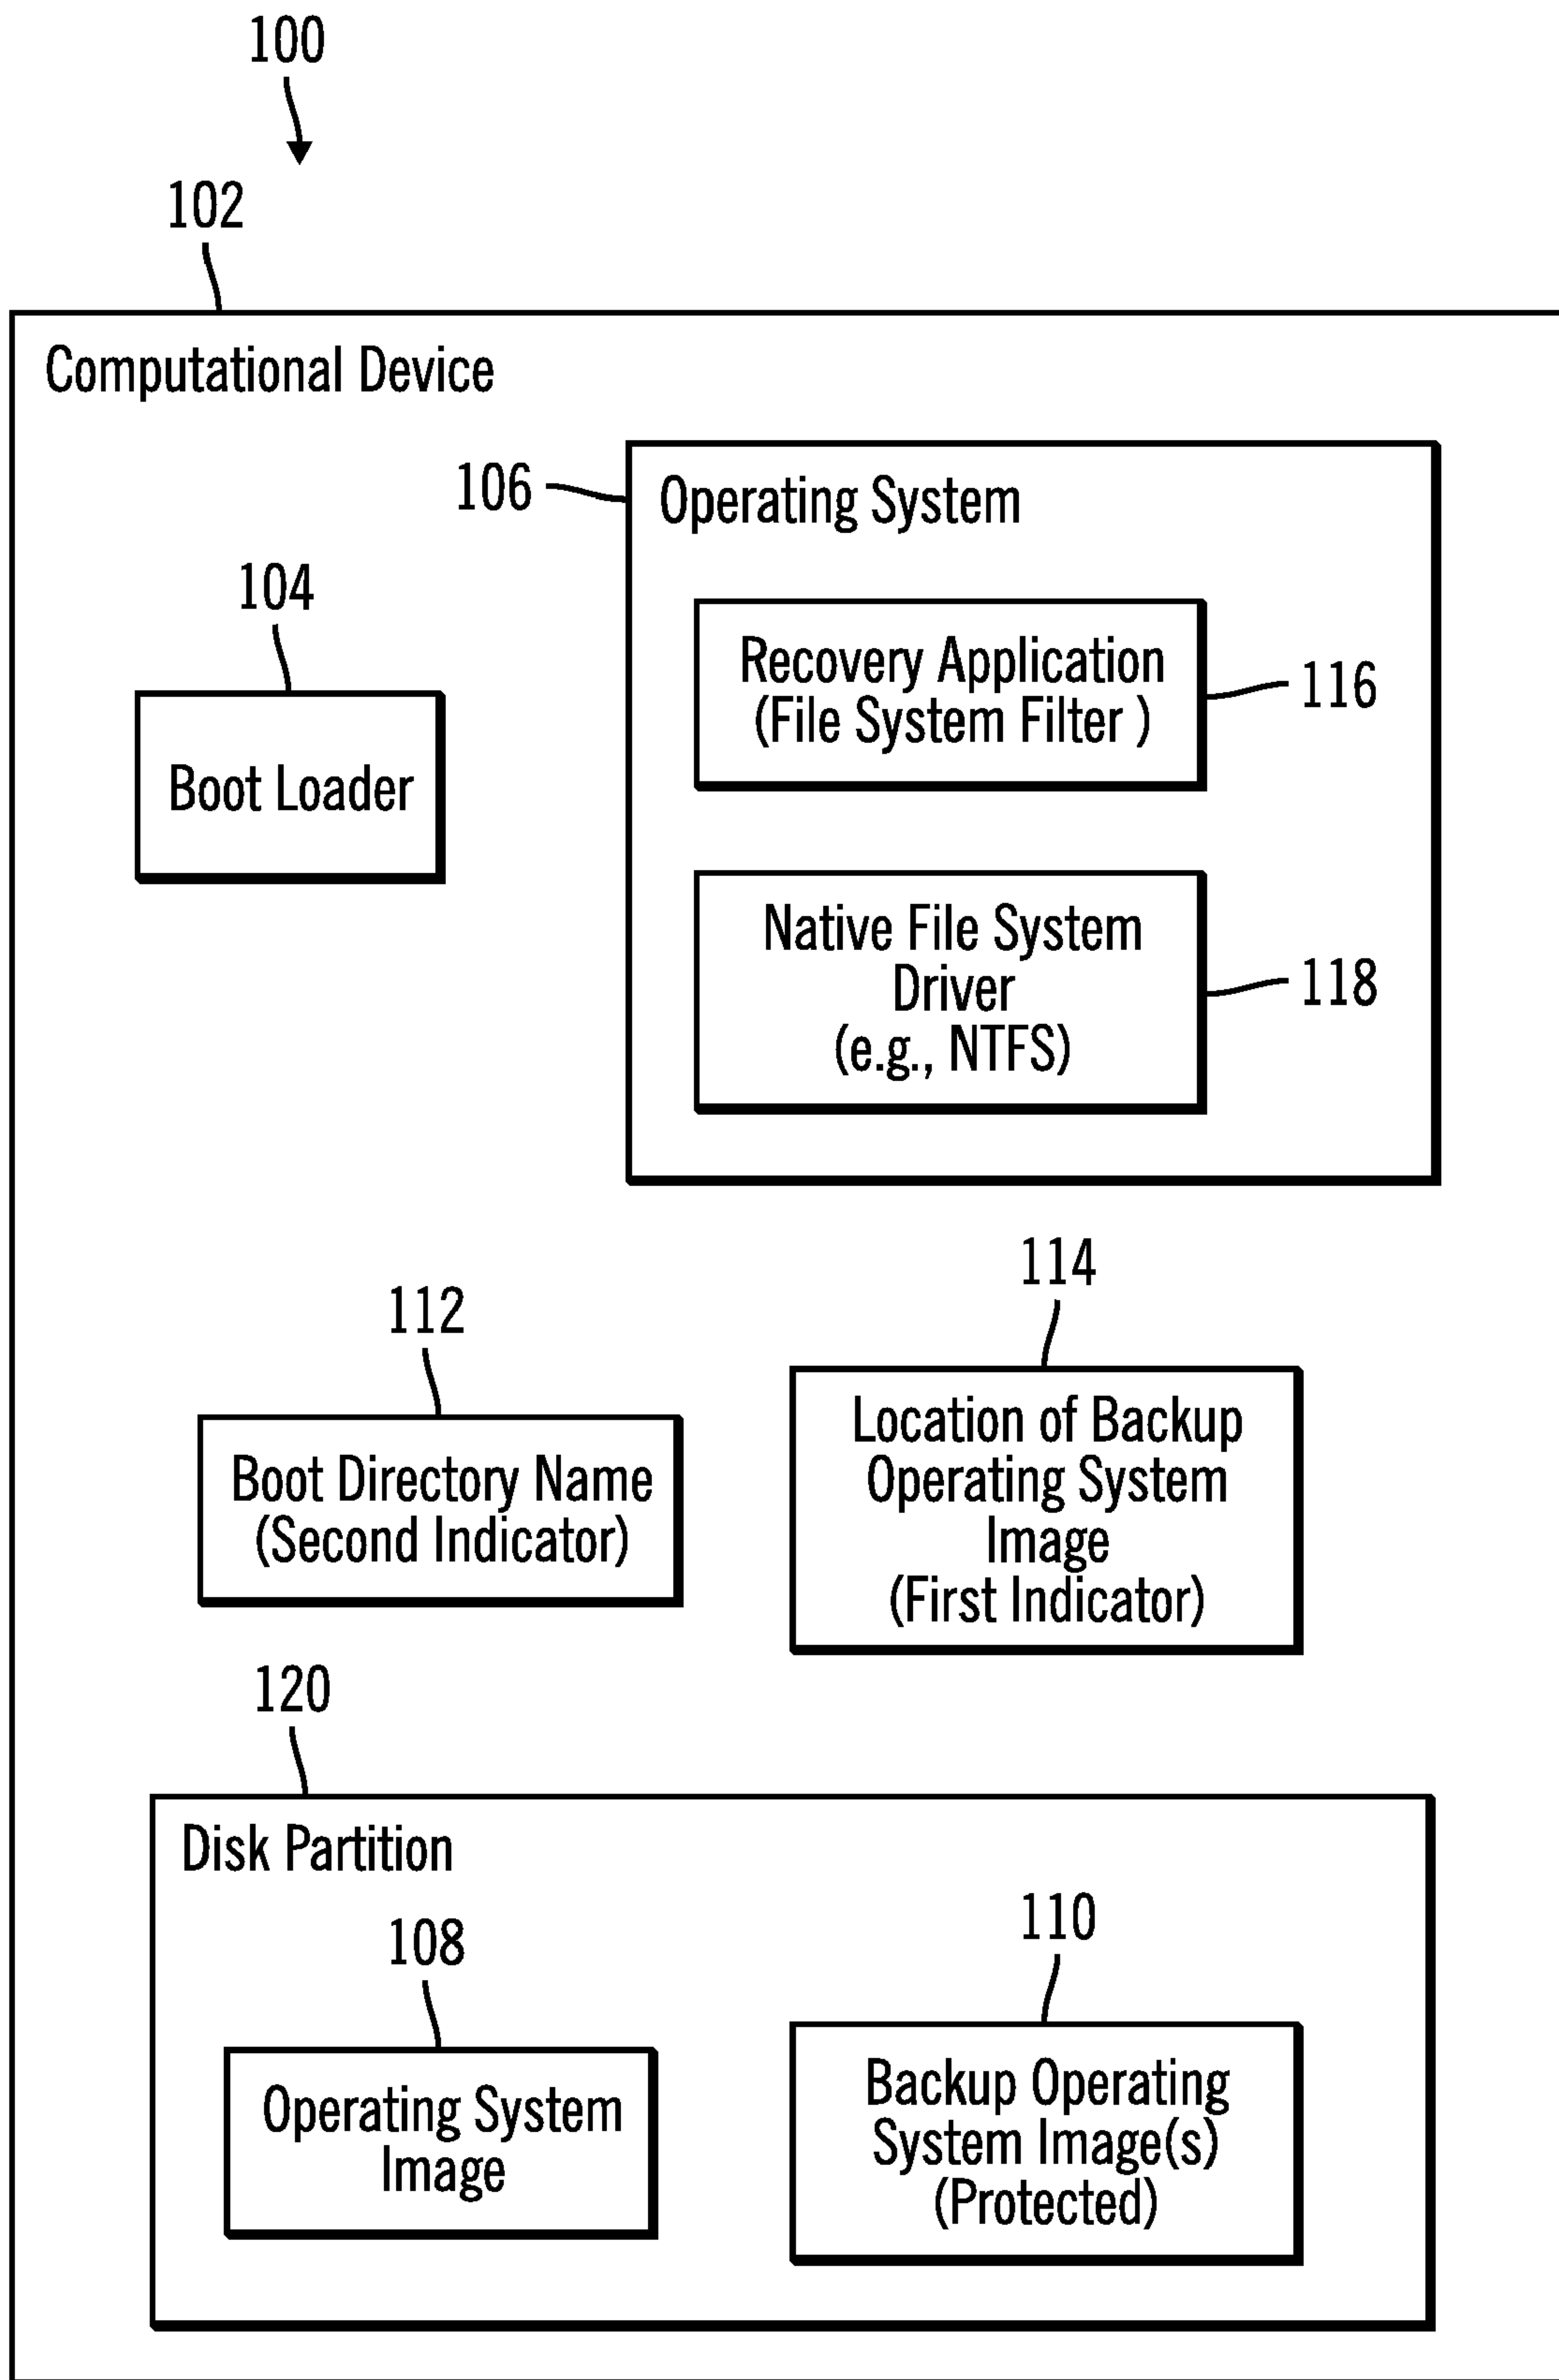 100
102
Computational Device
106
Operating System
104
Recovery Application
(File System Filter )
116
Boot Loader
Native File System
Driver
(e.g., NTFS)
118
114
112
Location of Backup
Operating System
Image
(First Indicator)
Boot Directory Name
(Second Indicator)
120
Disk Partition
108
110
Operating System
Image
Backup Operating
System Image(s)
(Protected)